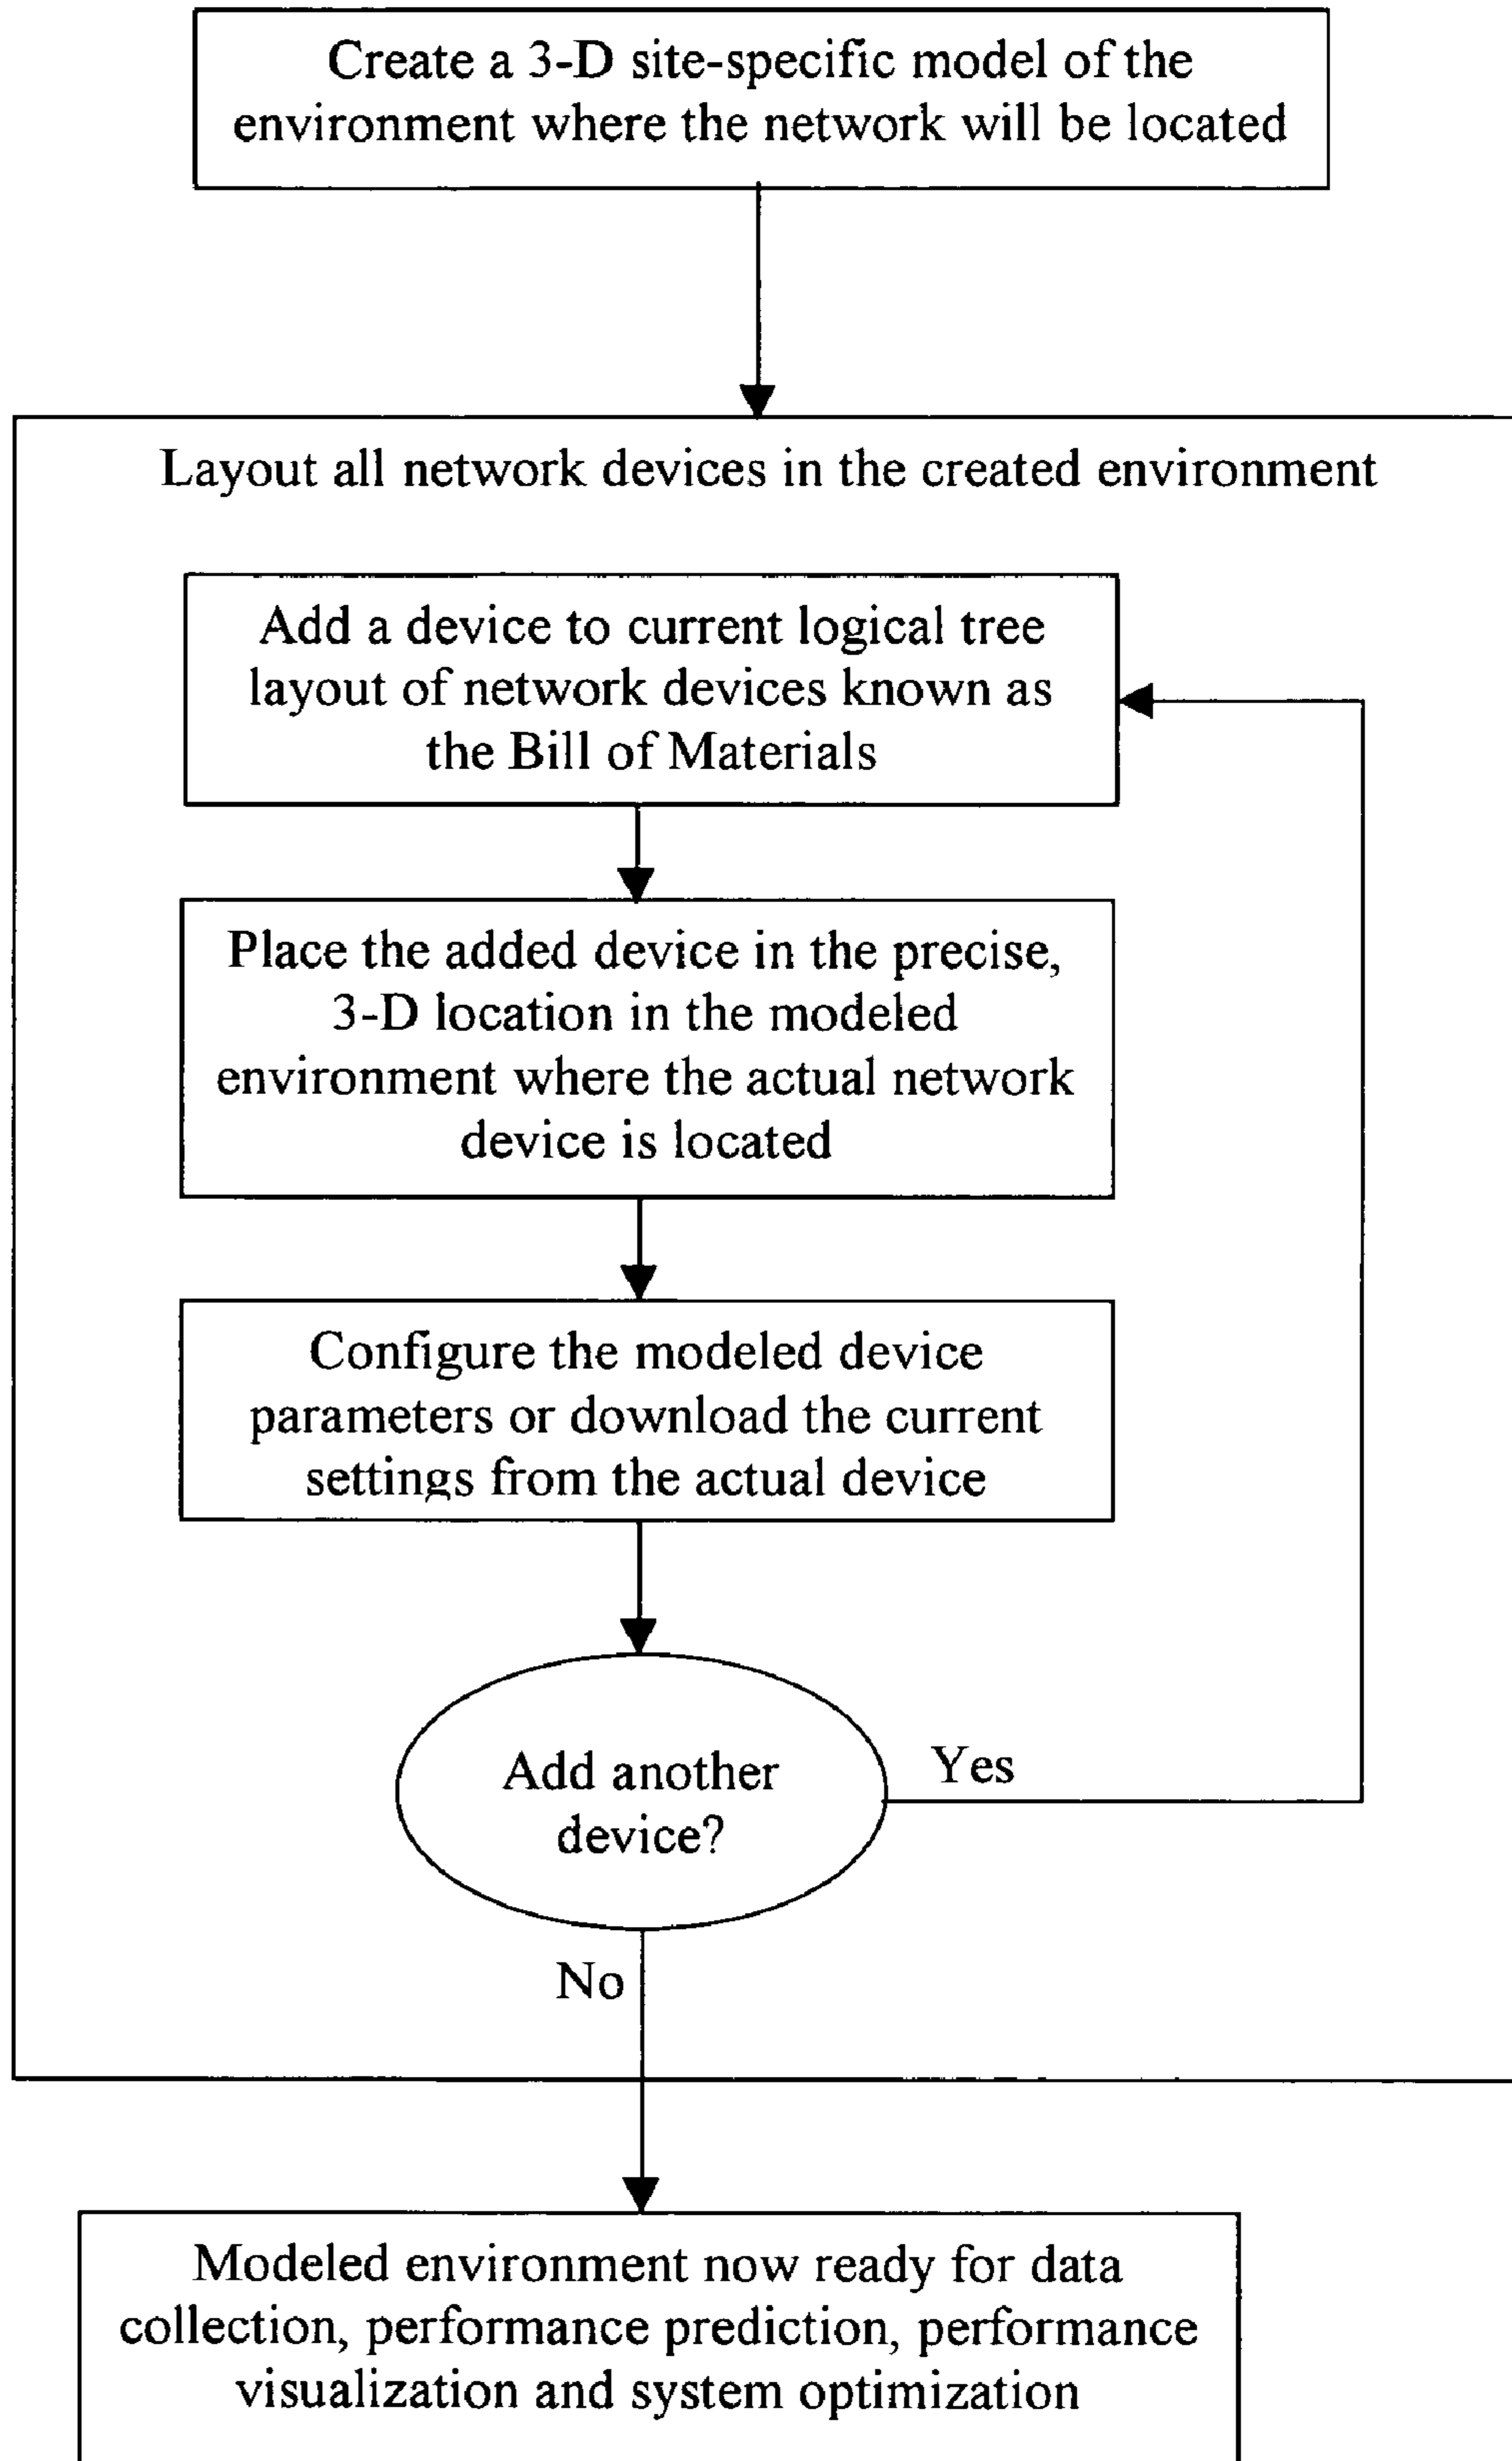 Create a 3-D site-specific model of the
environment where the network will be located
Layout all network devices in the created environment
Add a device to current logical tree
layout of network devices known as
the Bill of Materials
Place the added device in the precise,
3-D location in the modeled
environment where the actual network
device is located
Configure the modeled device
parameters or download the current
settings from the actual device
Add another
device?
Yes
No
Modeled environment now ready for data
collection, performance prediction, performance
visualization and system optimization